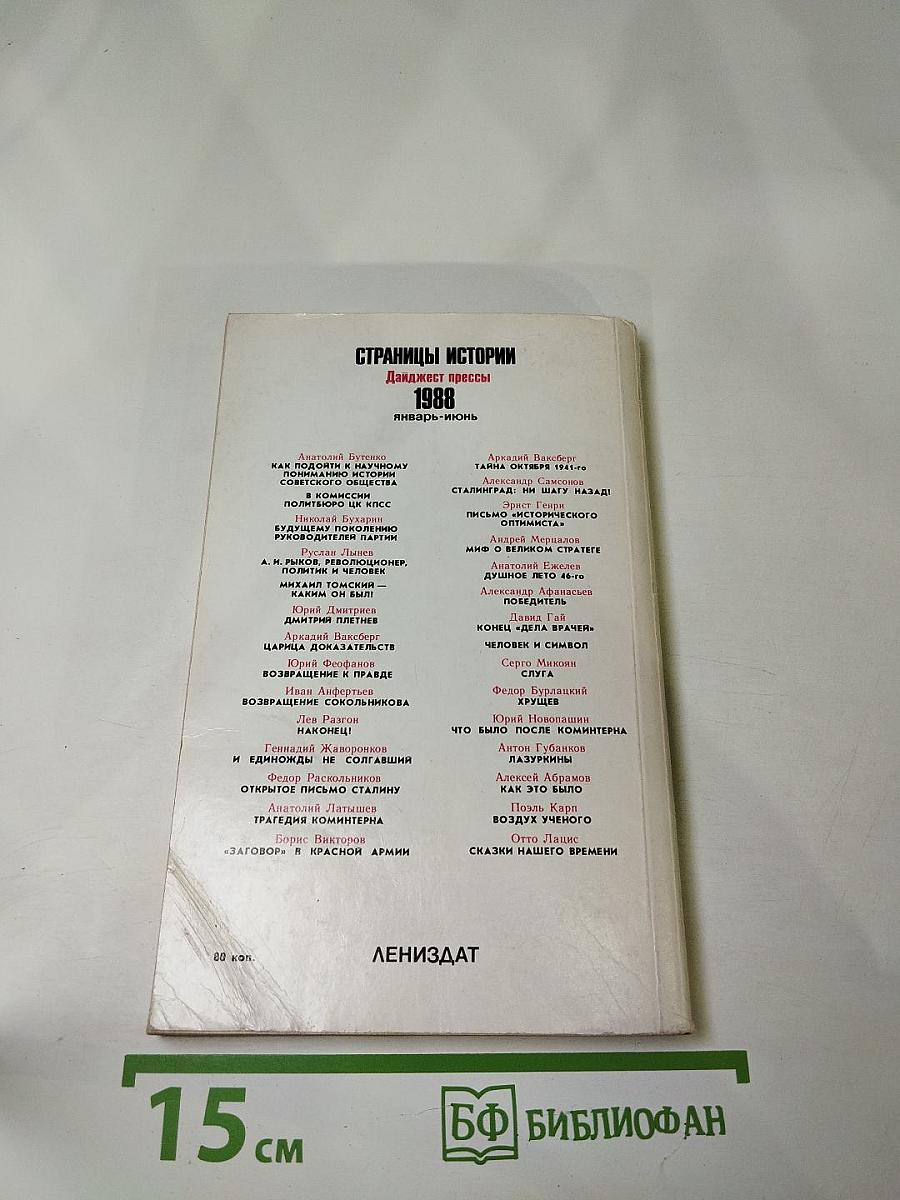 СТРАНИЦЫ ИСТОРИИ
Дайджест прессы
1988
январь-июнь
Анатолий Бутенко
КАК ПОДОЙТИ К НАУЧНОМУ
ПОНИМАНИЮ ИСТОРИИ
СОВЕТСКОГО ОБЩЕСТВА
В КОМИССИИ
ПОЛИТБЮРО ЦК КПСС
Николай Бухарин
БУДУЩЕМУ ПОКОЛЕНИЮ
РУКОВОДИТЕЛЕЙ ПАРТИИ
Руслан Лынев
А. И. РЫКОВ, РЕВОЛЮЦИОНЕР,
ПОЛИТИК И ЧЕЛОВЕК
МИХАИЛ ТОМСКИЙ —
КАКИМ ОН БЫЛ!
Юрий Дмитриев
ДМИТРИЙ ПЛЕТНЕВ
Аркадий Ваксберг
ЦАРИЦА ДОКАЗАТЕЛЬСТВ
Юрий Феофанов
ВОЗВРАЩЕНИЕ К ПРАВДЕ
Иван Анфертьев
ВОЗВРАЩЕНИЕ СОКОЛЬНИКОВА
Лев Разгон
НАКОНЕЦ!
Геннадий Жаворонков
И ЕДИНОЖДЫ НЕ СОЛГАВШИЙ
Федор Раскольников
ОТКРЫТОЕ ПИСЬМО СТАЛИНУ
Анатолий Латышев
ТРАГЕДИЯ КОМИНТЕРНА
Борис Викторов
«ЗАГОВОР» В КРАСНОЙ АРМИИ
Аркадий Ваксберг
ТАЙНА ОКТЯБРЯ 1941-го
Александр Самсонов
СТАЛИНГРАД: НИ ШАГУ НАЗАД!
Эрнст Генри
ПИСЬМО «ИСТОРИЧЕСКОГО
ОПТИМИСТА»
Андрей Мерцалов
МИФ О ВЕЛИКОМ СТРАТЕГЕ
Анатолий Ежелев
ДУШНОЕ ЛЕТО 46-го
Александр Афанасьев
ПОБЕДИТЕЛЬ
Давид Гай
КОНЕЦ «ДЕЛА ВРАЧЕЙ»
ЧЕЛОВЕК И СИМВОЛ
Серго Микоян
СЛУГА
Федор Бурлацкий
ХРУЩЕВ
Юрий Новопашин
ЧТО БЫЛО ПОСЛЕ КОМИНТЕРНА
Антон Губанков
ЛАЗУРКИНЫ
Алексей Абрамов
КАК ЭТО БЫЛО
Поэль Карп
ВОЗДУХ УЧЕНОГО
Отто Лацис
СКАЗКИ НАШЕГО ВРЕМЕНИ
80 коп.
ЛЕНИЗДАТ
15 см
БФ БИБЛИОФАН